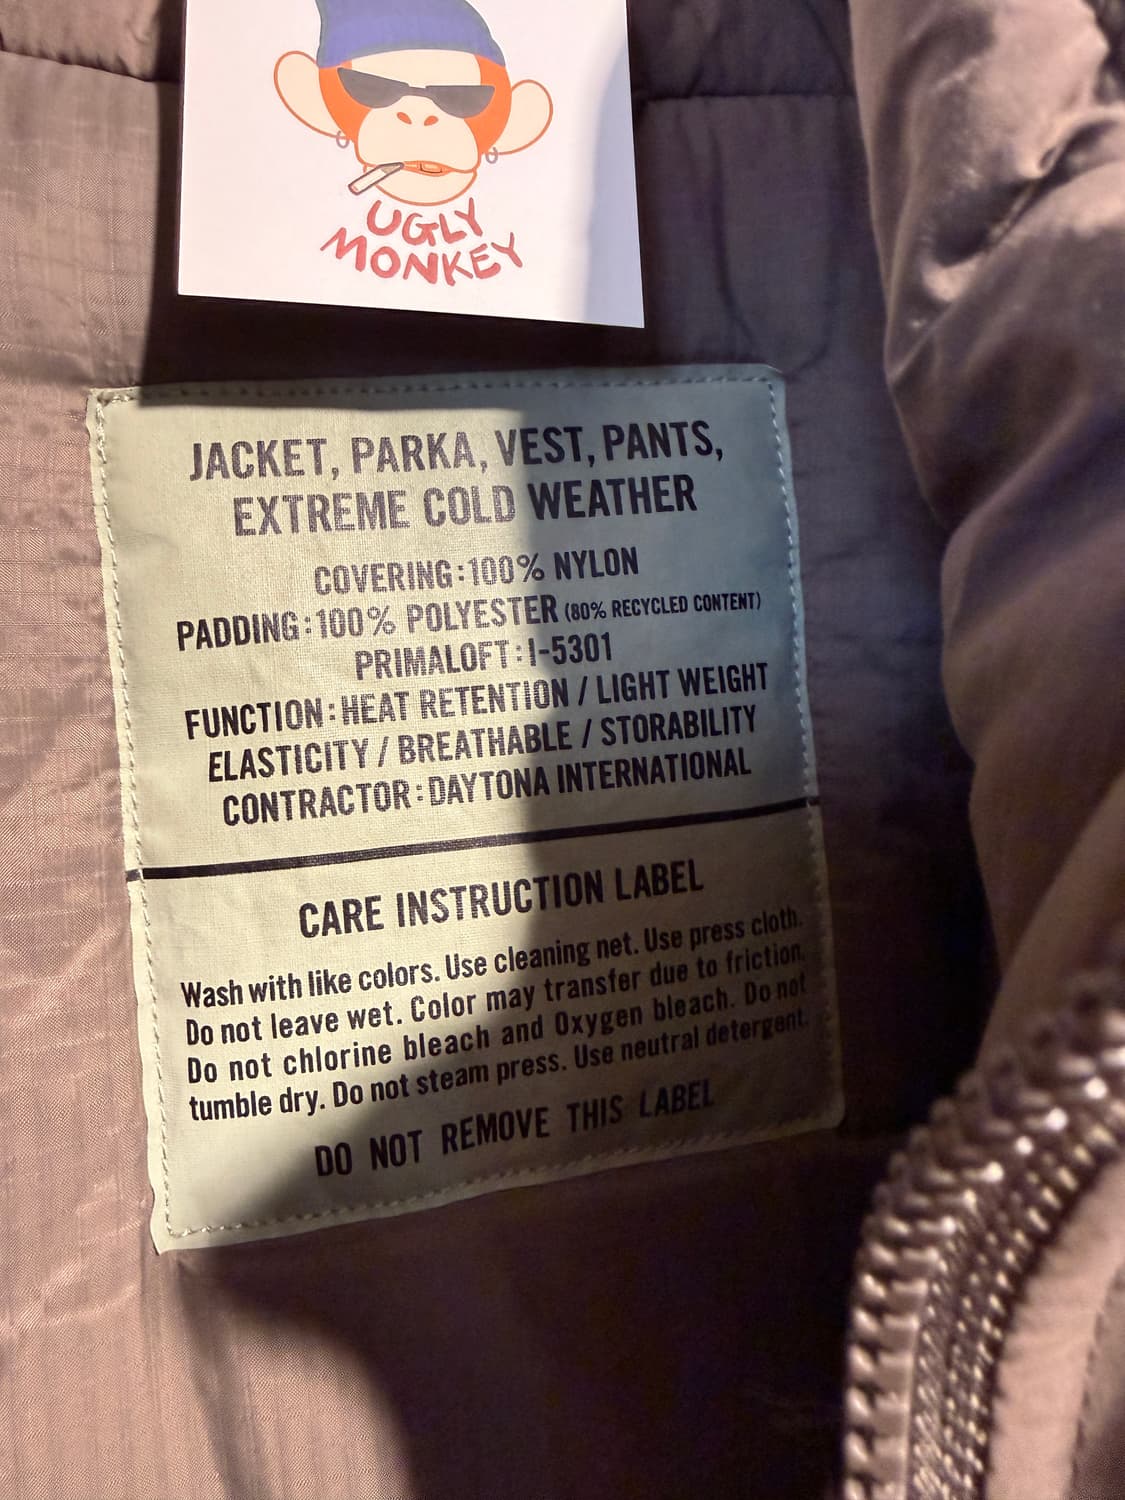 UGLY
MONKEY
JACKET, PARKA, VEST, PANTS,
EXTREME COLD WEATHER
COVERING:100% NYLON
PADDING:100% POLYESTER (80% RECYCLED CONTENT)
PRIMALOFT:I-5301
FUNCTION:HEAT RETENTION / LIGHT WEIGHT
ELASTICITY / BREATHABLE / STORABILITY
CONTRACTOR:DAYTONA INTERNATIONAL
CARE INSTRUCTION LABEL
Wash with like colors. Use cleaning net. Use press cloth.
Do not leave wet. Color may transfer due to friction.
Do not chlorine bleach and Oxygen bleach. Do not
tumble dry. Do not steam press. Use neutral detergent.
DO NOT REMOVE THIS LABEL